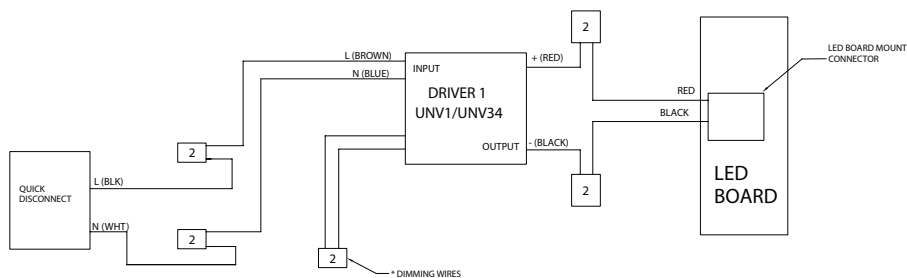 2
2
L (BROWN)
N (BLUE)
INPUT
DRIVER 1
UNV1/UNV34
OUTPUT
+ (RED)
- (BLACK)
RED
BLACK
LED BOARD MOUNT
CONNECTOR
LED
BOARD
2
2
2
QUICK
DISCONNECT
L (BLK)
N (WHT)
2
* DIMMING WIRES